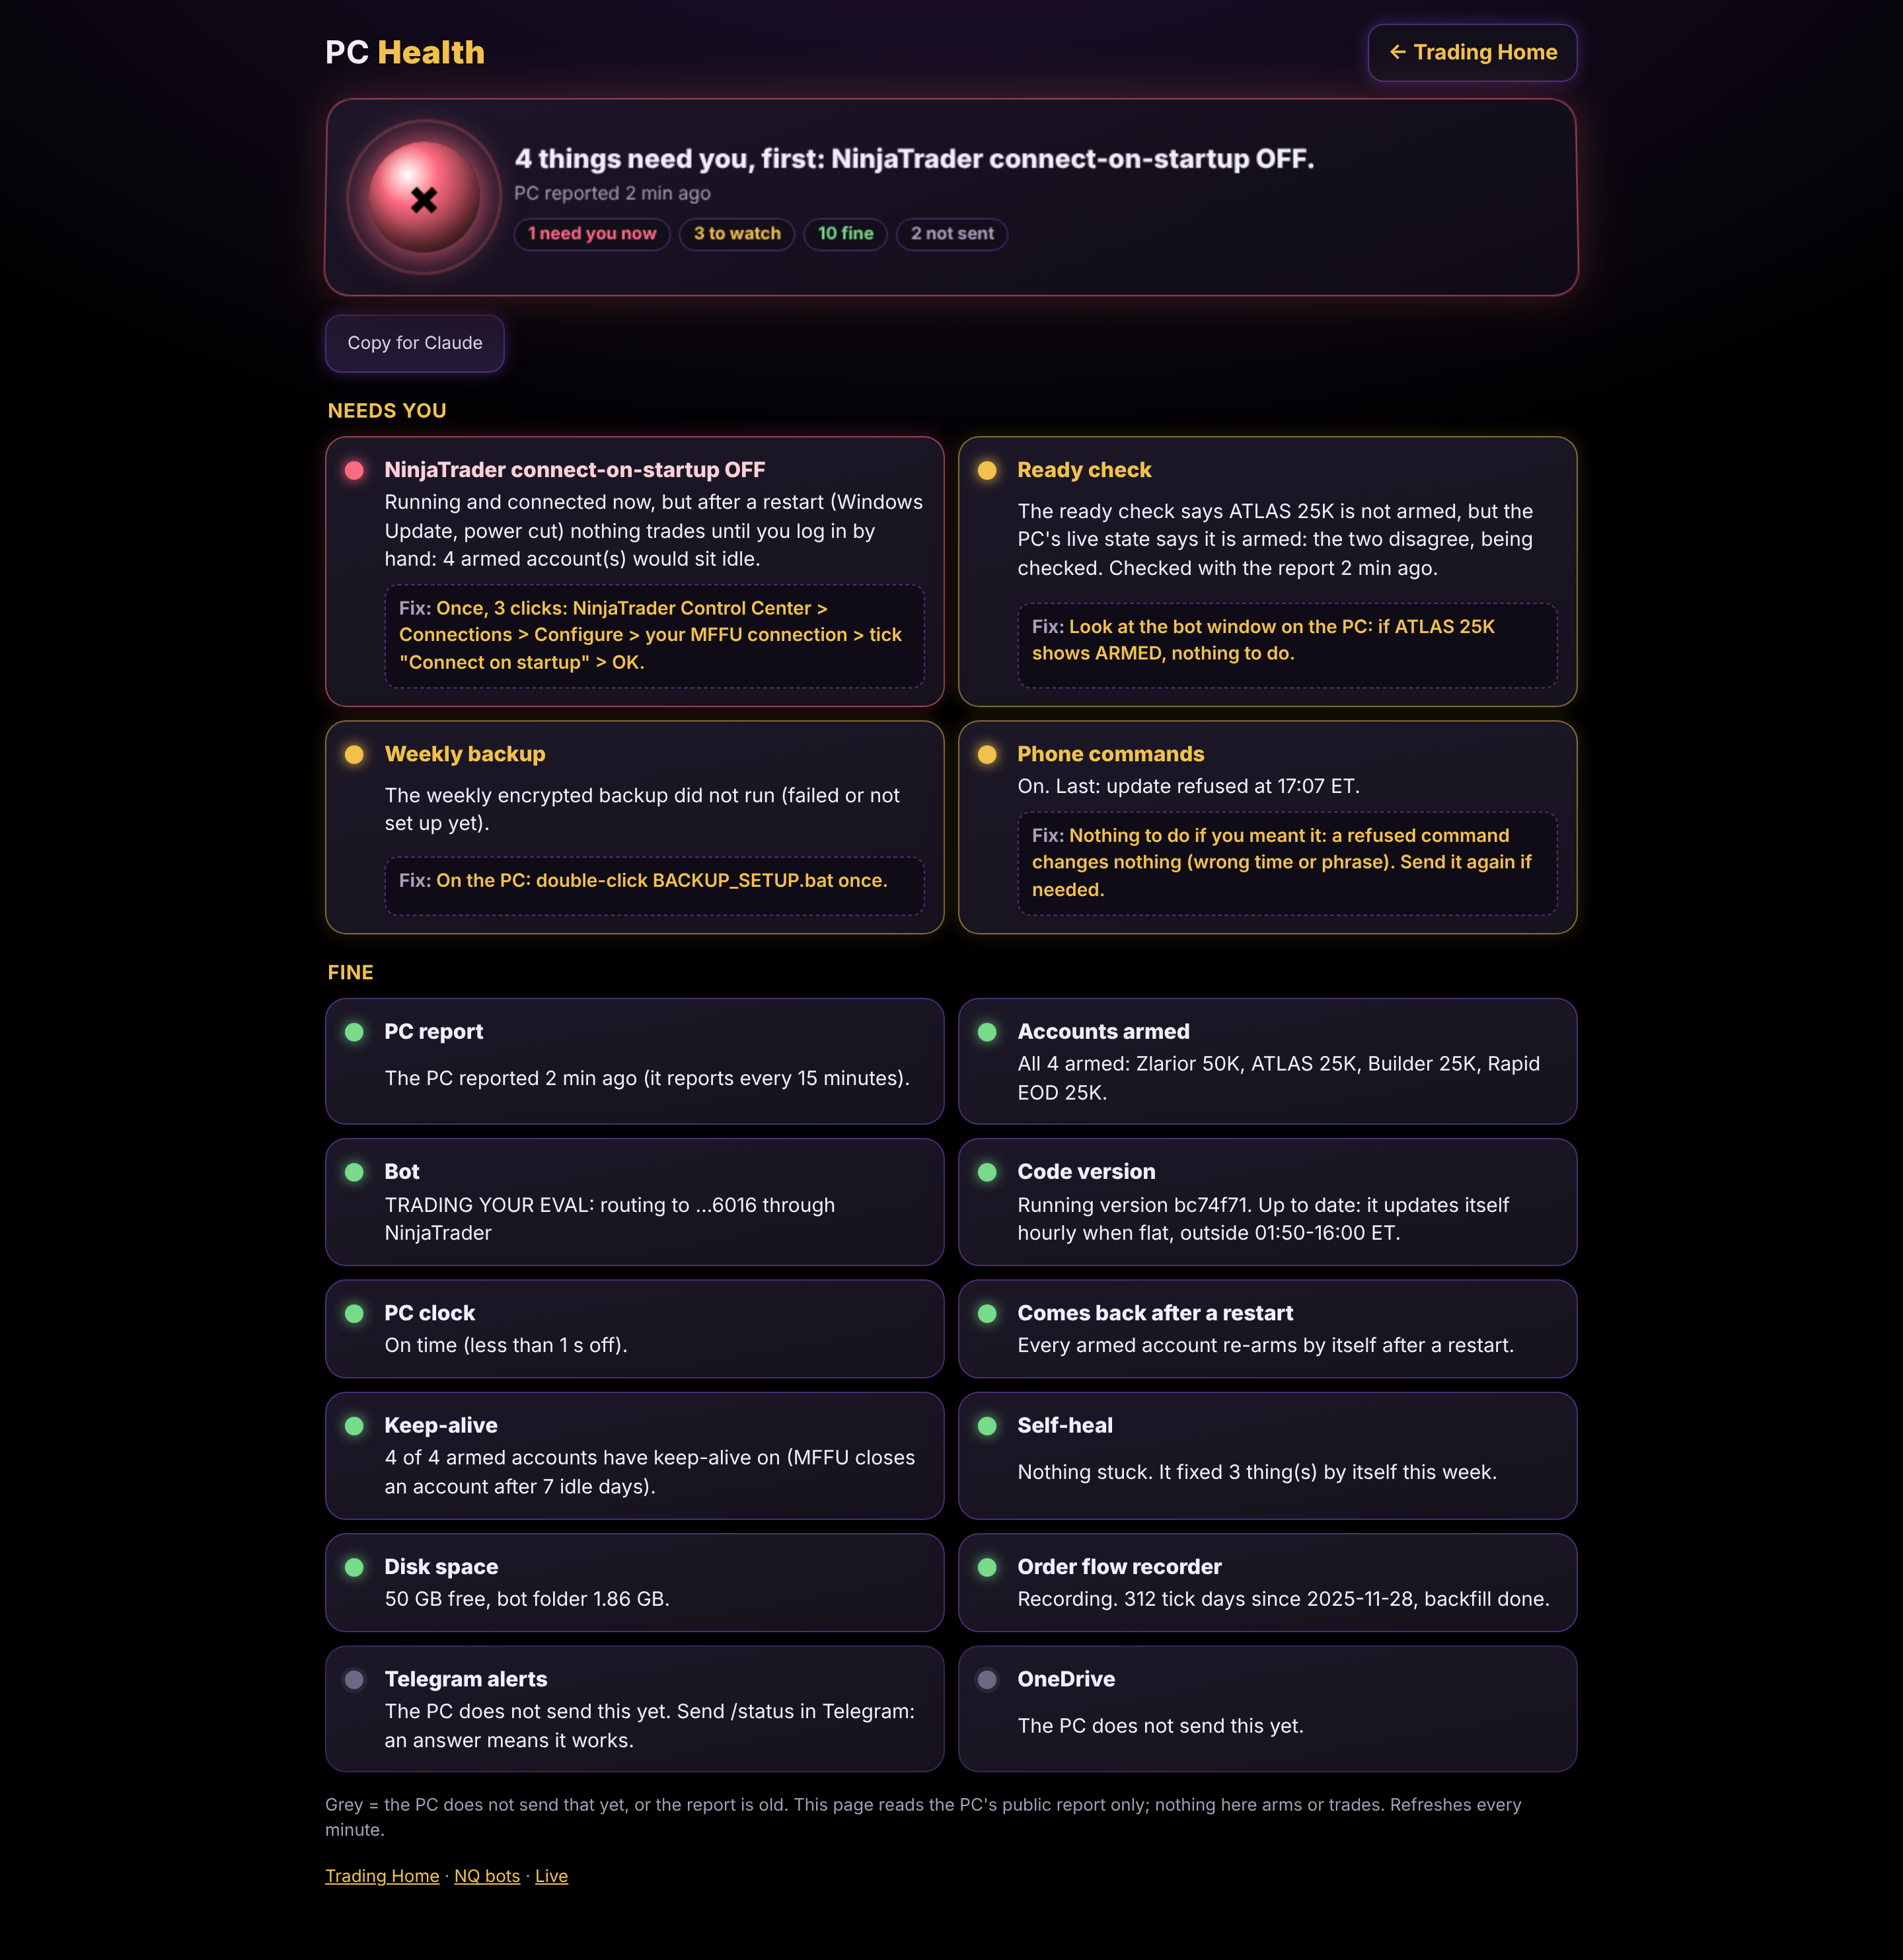 PC Health
← Trading Home
4 things need you, first: NinjaTrader connect-on-startup OFF.
PC reported 2 min ago
1 need you now
3 to watch
10 fine
2 not sent
Copy for Claude
NEEDS YOU
NinjaTrader connect-on-startup OFF
Running and connected now, but after a restart (Windows
Update, power cut) nothing trades until you log in by
hand: 4 armed account(s) would sit idle.
Fix: Once, 3 clicks: NinjaTrader Control Center >
Connections > Configure > your MFFU connection > tick
"Connect on startup" > OK.
Ready check
The ready check says ATLAS 25K is not armed, but the
PC's live state says it is armed: the two disagree, being
checked. Checked with the report 2 min ago.
Fix: Look at the bot window on the PC: if ATLAS 25K
shows ARMED, nothing to do.
Weekly backup
The weekly encrypted backup did not run (failed or not
set up yet).
Fix: On the PC: double-click BACKUP_SETUP.bat once.
Phone commands
On. Last: update refused at 17:07 ET.
Fix: Nothing to do if you meant it: a refused command
changes nothing (wrong time or phrase). Send it again if
needed.
FINE
PC report
The PC reported 2 min ago (it reports every 15 minutes).
Accounts armed
All 4 armed: Zlarior 50K, ATLAS 25K, Builder 25K, Rapid
EOD 25K.
Bot
TRADING YOUR EVAL: routing to ...6016 through
NinjaTrader
Code version
Running version bc74f71. Up to date: it updates itself
hourly when flat, outside 01:50-16:00 ET.
PC clock
On time (less than 1 s off).
Comes back after a restart
Every armed account re-arms by itself after a restart.
Keep-alive
4 of 4 armed accounts have keep-alive on (MFFU closes
an account after 7 idle days).
Self-heal
Nothing stuck. It fixed 3 thing(s) by itself this week.
Disk space
50 GB free, bot folder 1.86 GB.
Order flow recorder
Recording. 312 tick days since 2025-11-28, backfill done.
Telegram alerts
The PC does not send this yet. Send /status in Telegram:
an answer means it works.
OneDrive
The PC does not send this yet.
Grey = the PC does not send that yet, or the report is old. This page reads the PC's public report only; nothing here arms or trades. Refreshes every
minute.
Trading Home · NQ bots · Live